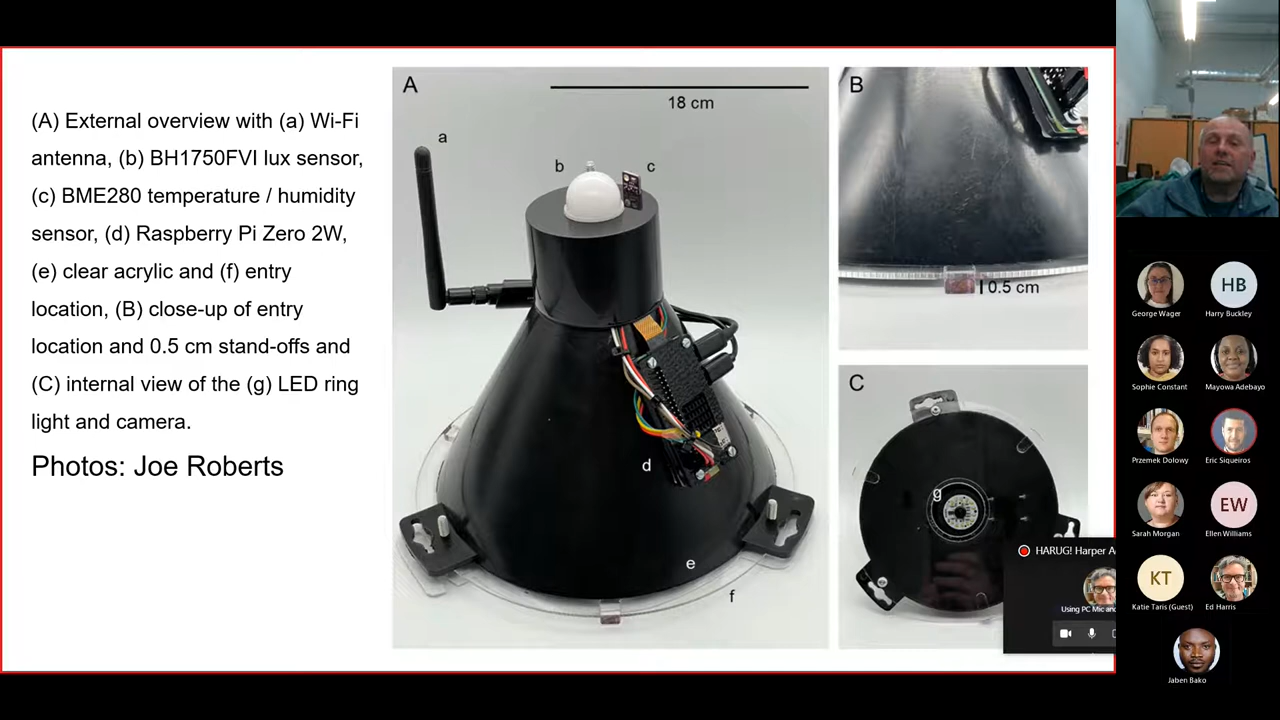 (A) External overview with (a) Wi-Fi
antenna, (b) BH1750FVI lux sensor,
(c) BME280 temperature / humidity
sensor, (d) Raspberry Pi Zero 2W,
(e) clear acrylic and (f) entry
location, (B) close-up of entry
location and 0.5 cm stand-offs and
(C) internal view of the (g) LED ring
light and camera.
Photos: Joe Roberts
A
18 cm
a
b
c
d
e
f
B
0.5 cm
C
g
HARUG! Harper A
Using PC Mic and
George Wager
HB
Harry Buckley
Sophie Constant
Mayowa Adebayo
Przemek Dolowy
Eric Siqueiros
Sarah Morgan
EW
Ellen Williams
KT
Katie Taris (Guest)
Ed Harris
Jaben Bako